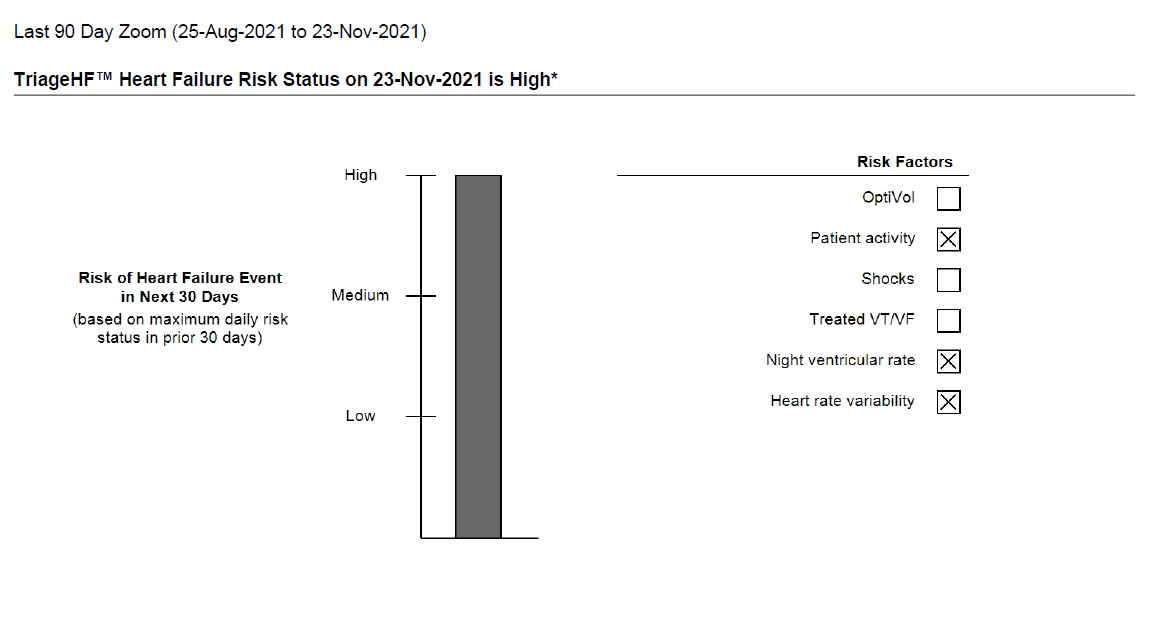 Last 90 Day Zoom (25-Aug-2021 to 23-Nov-2021)
TriageHF™ Heart Failure Risk Status on 23-Nov-2021 is High*
Risk of Heart Failure Event
in Next 30 Days
(based on maximum daily risk
status in prior 30 days)
High
Medium
Low
Risk Factors
OptiVol
Patient activity
Shocks
Treated VT/VF
Night ventricular rate
Heart rate variability